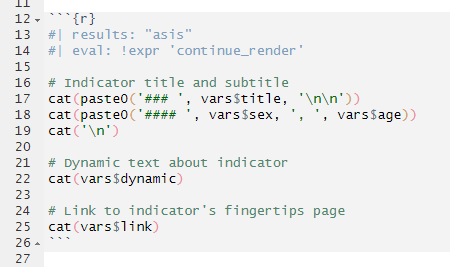 11
12 ```{r}
13 #| results: "asis"
14 #| eval: !expr 'continue_render'
15
16 # Indicator title and subtitle
17 cat(paste0('### ', vars$title, '\n\n'))
18 cat(paste0('#### ', vars$sex, ', ', vars$age))
19 cat('\n')
20
21 # Dynamic text about indicator
22 cat(vars$dynamic)
23
24 # Link to indicator's fingertips page
25 cat(vars$link)
26 ```
27